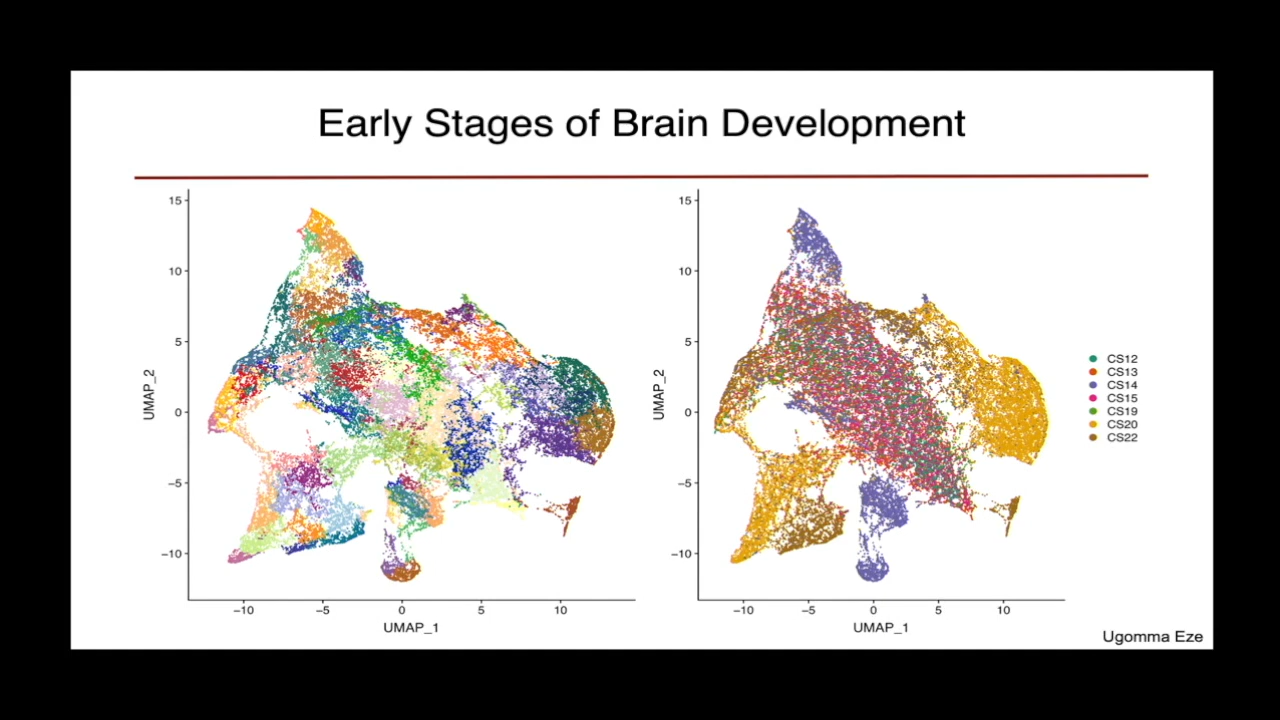 Early Stages of Brain Development
15
10
5
0
−5
−10
UMAP_2
−10
−5
0
5
10
UMAP_1
15
10
5
0
−5
−10
UMAP_2
−10
−5
0
5
10
UMAP_1
CS12
CS13
CS14
CS15
CS19
CS20
CS22
Ugomma Eze